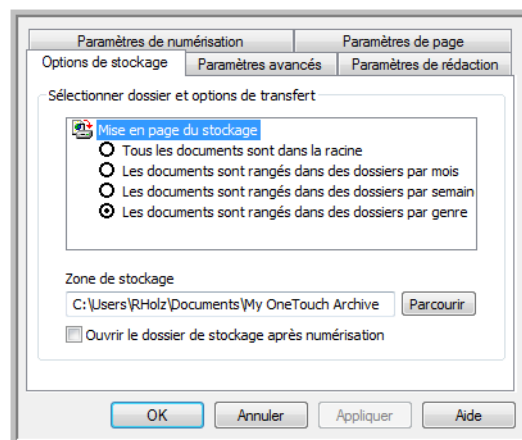 Paramètres de numérisation
Paramètres de page
Options de stockage
Paramètres avancés
Paramètres de rédaction
Sélectionner dossier et options de transfert
Mise en page du stockage
Tous les documents sont dans la racine
Les documents sont rangés dans des dossiers par mois
Les documents sont rangés dans des dossiers par semain
Les documents sont rangés dans des dossiers par genre
Zone de stockage
C:\Users\RHolz\Documents\My OneTouch Archive
Parcourir
Ouvrir le dossier de stockage après numérisation
OK
Annuler
Appliquer
Aide